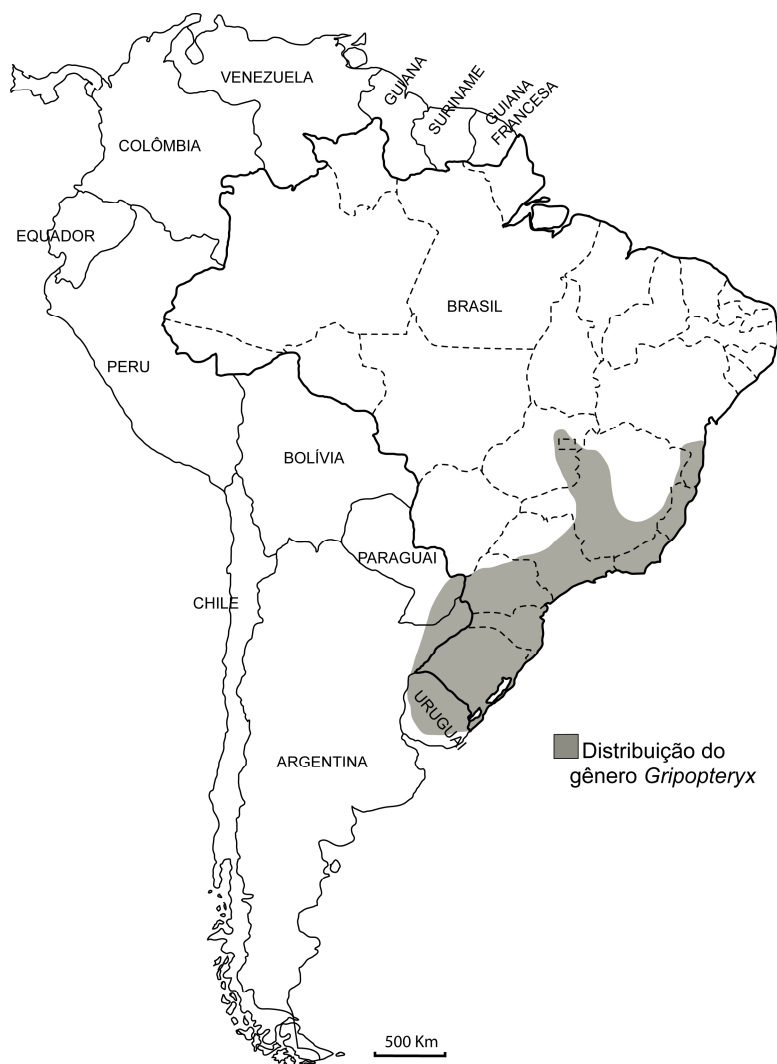 VENEZUELA
GUIANA
SURINAME
GUIANA
FRANCESA
COLÔMBIA
EQUADOR
BRASIL
PERU
BOLÍVIA
PARAGUAI
CHILE
URUGUAI
ARGENTINA
Distribuição do
gênero Gripopteryx
500 Km